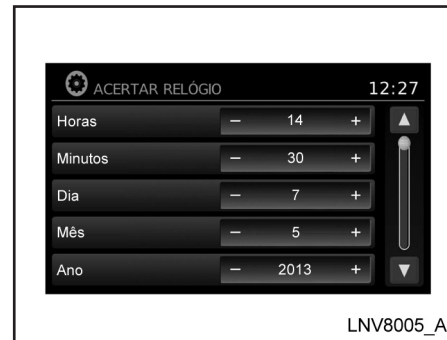 ACERTAR RELÓGIO 12:27
Horas − 14 +
Minutos − 30 +
Dia − 7 +
Mês − 5 +
Ano − 2013 +
LNV8005_A